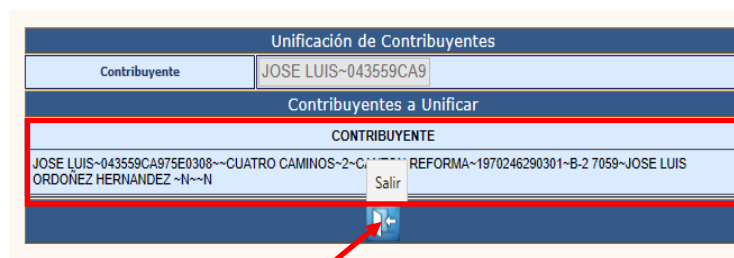 Unificación de Contribuyentes
Contribuyente JOSE LUIS~043559CA9
Contribuyentes a Unificar
CONTRIBUYENTE
JOSE LUIS~043559CA975E0308~~CUATRO CAMINOS~2~ REFORMA~1970246290301~B-2 7059~JOSE LUIS
ORDOÑEZ HERNANDEZ ~N~~N
Salir